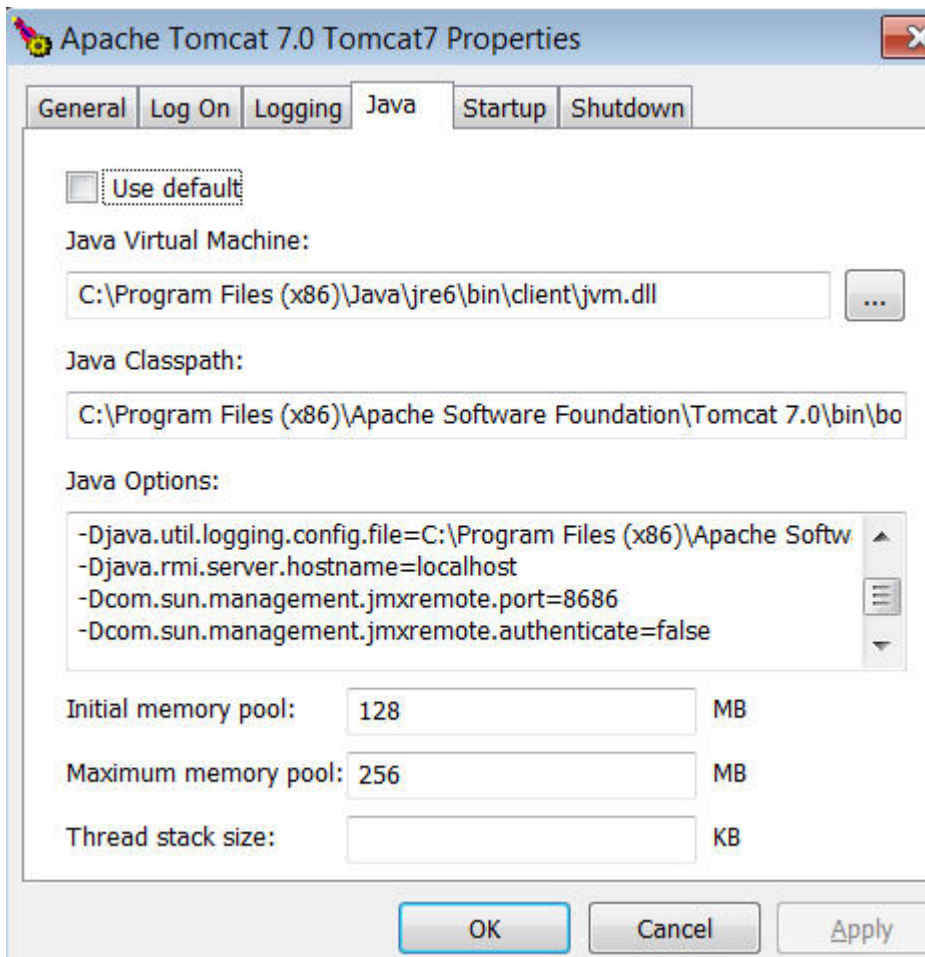 Apache Tomcat 7.0 Tomcat7 Properties
General Log On Logging Java Startup Shutdown
Use default
Java Virtual Machine:
C:\Program Files (x86)\Java\jre6\bin\client\jvm.dll
...
Java Classpath:
C:\Program Files (x86)\Apache Software Foundation\Tomcat 7.0\bin\bo
Java Options:
-Djava.util.logging.config.file=C:\Program Files (x86)\Apache Softw
-Djava.rmi.server.hostname=localhost
-Dcom.sun.management.jmxremote.port=8686
-Dcom.sun.management.jmxremote.authenticate=false
Initial memory pool: 128 MB
Maximum memory pool: 256 MB
Thread stack size: KB
OK Cancel Apply